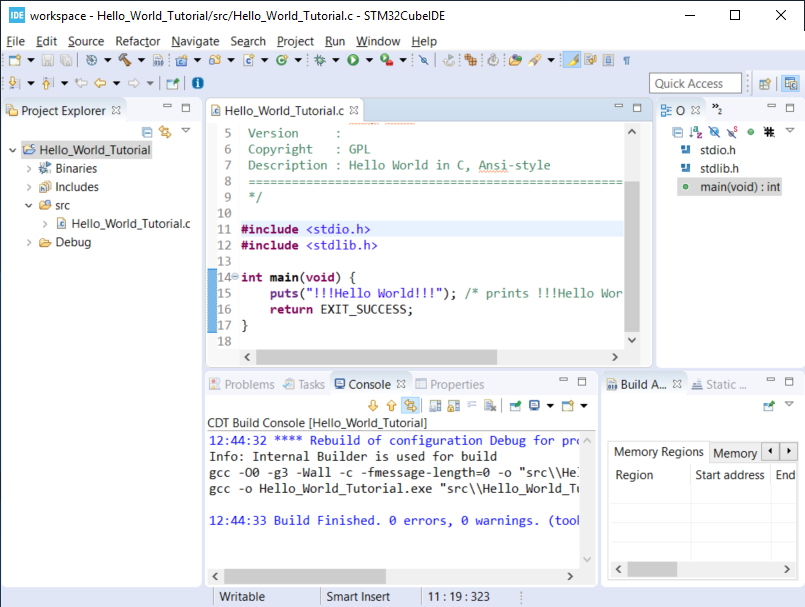 IDE workspace - Hello_World_Tutorial/src/Hello_World_Tutorial.c - STM32CubeIDE
File Edit Source Refactor Navigate Search Project Run Window Help
Quick Access
Project Explorer
Hello_World_Tutorial
Binaries
Includes
src
Hello_World_Tutorial.c
Debug
Hello_World_Tutorial.c
5 Version     :
6 Copyright   : GPL
7 Description : Hello World in C, Ansi-style
8 ==================================================
9 */
10
11 #include <stdio.h>
12 #include <stdlib.h>
13
14 int main(void) {
15     puts("!!!Hello World!!!"); /* prints !!!Hello Wor
16     return EXIT_SUCCESS;
17 }
18
O »2
stdio.h
stdlib.h
main(void) : int
Problems Tasks Console Properties
CDT Build Console [Hello_World_Tutorial]
12:44:32 **** Rebuild of configuration Debug for pro
Info: Internal Builder is used for build
gcc -O0 -g3 -Wall -c -fmessage-length=0 -o "src\\Hel
gcc -o Hello_World_Tutorial.exe "src\\Hello_World_Tu
12:44:33 Build Finished. 0 errors, 0 warnings. (took
Build A... Static ...
Memory Regions Memory
Region Start address End
Writable Smart Insert 11 : 19 : 323